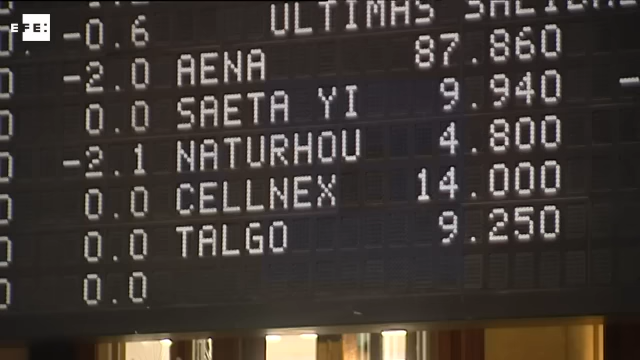 EFE:
ULTIMAS SALIDAS
-0.6
-2.0 AENA 87.860
0.0 SAETA YI 9.940
-2.1 NATURHOU 4.800
0.0 CELLNEX 14.000
0.0 TALGO 9.250
0.0